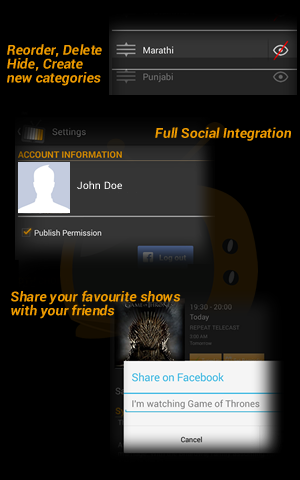 Reorder, Delete
Hide, Create
new categories
Marathi
Punjabi
Settings
Full Social Integration
ACCOUNT INFORMATION
John Doe
Publish Permission
Log out
Share your favourite shows
with your friends
19:30 - 20:00
Today
REPEAT TELECAST
Tomorrow
Share on Facebook
I'm watching Game of Thrones
Cancel